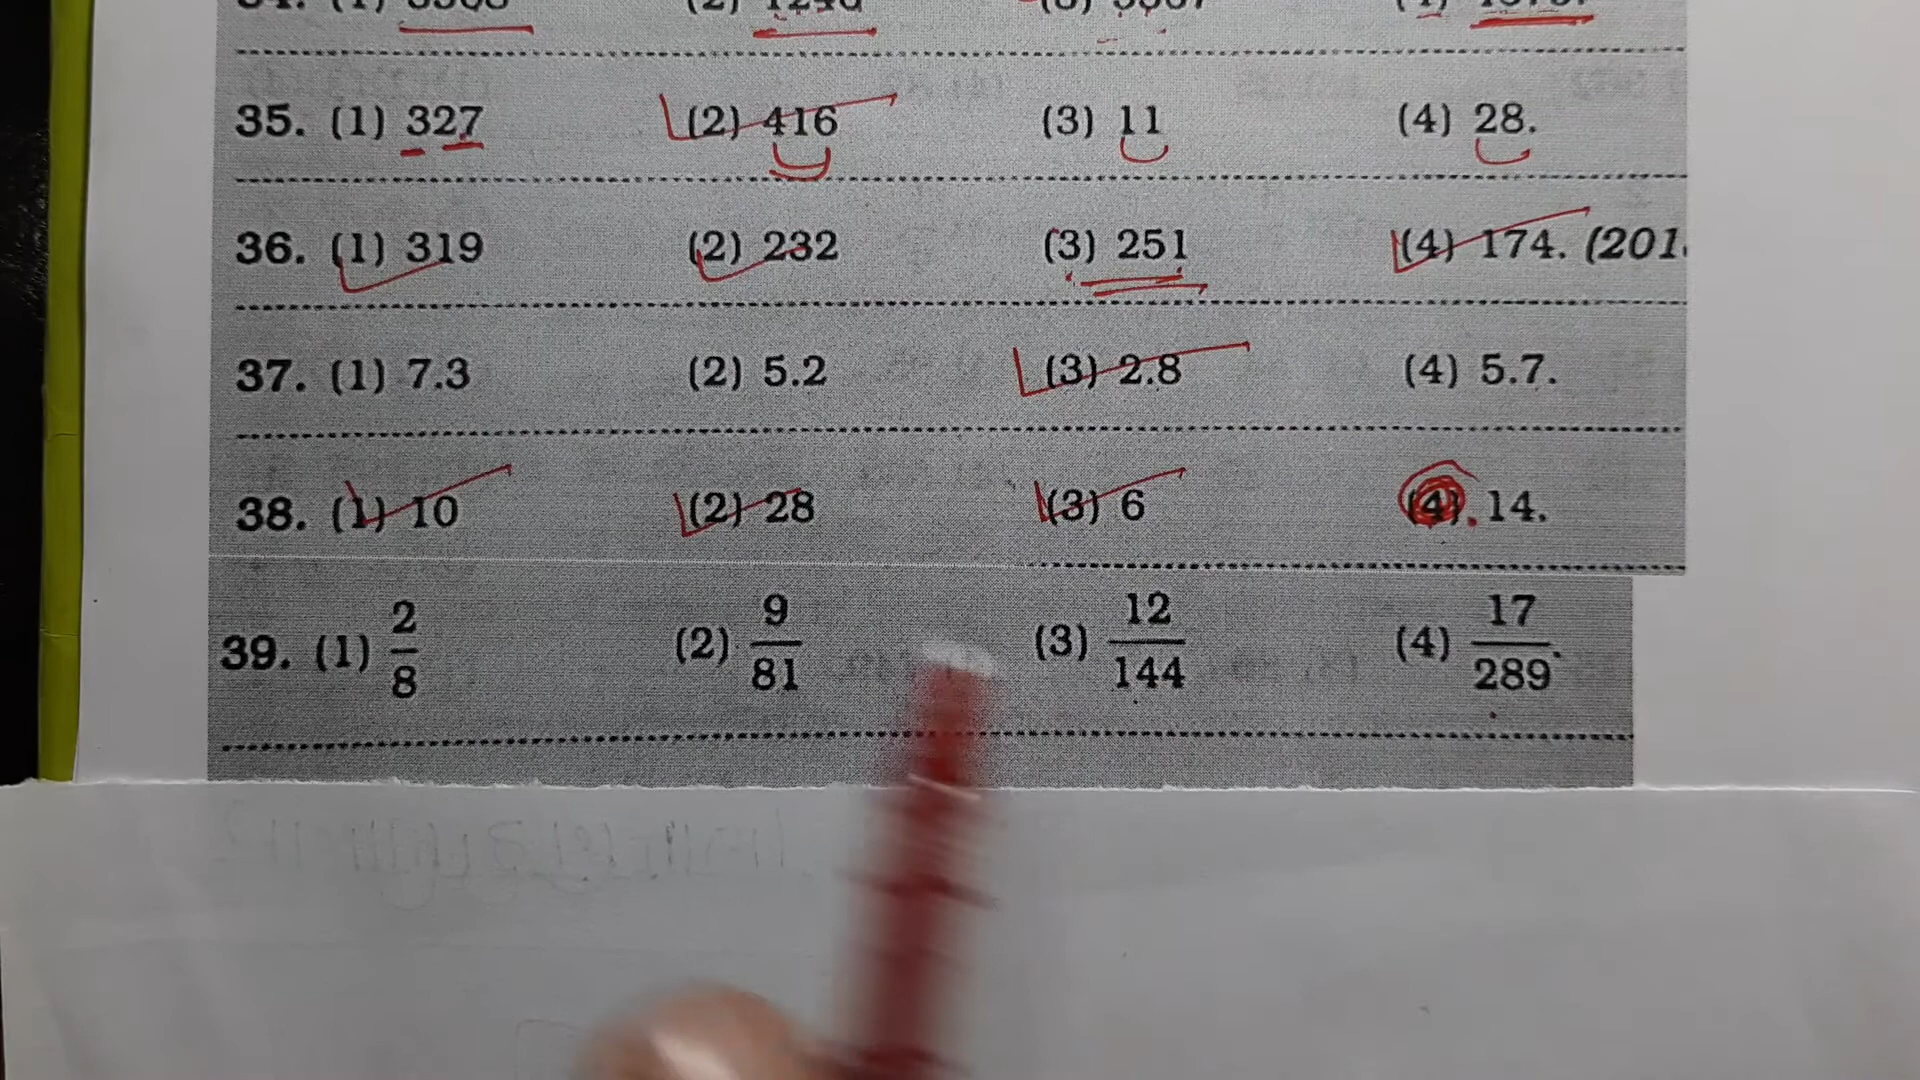 35. (1) 327 (2) 416 (3) 11 (4) 28.
36. (1) 319 (2) 232 (3) 251 (4) 174. (201
37. (1) 7.3 (2) 5.2 (3) 2.8 (4) 5.7.
38. (1) 10 (2) 28 (3) 6 (4) 14.
39. (1) 2/8 (2) 9/81 (3) 12/144 (4) 17/289.